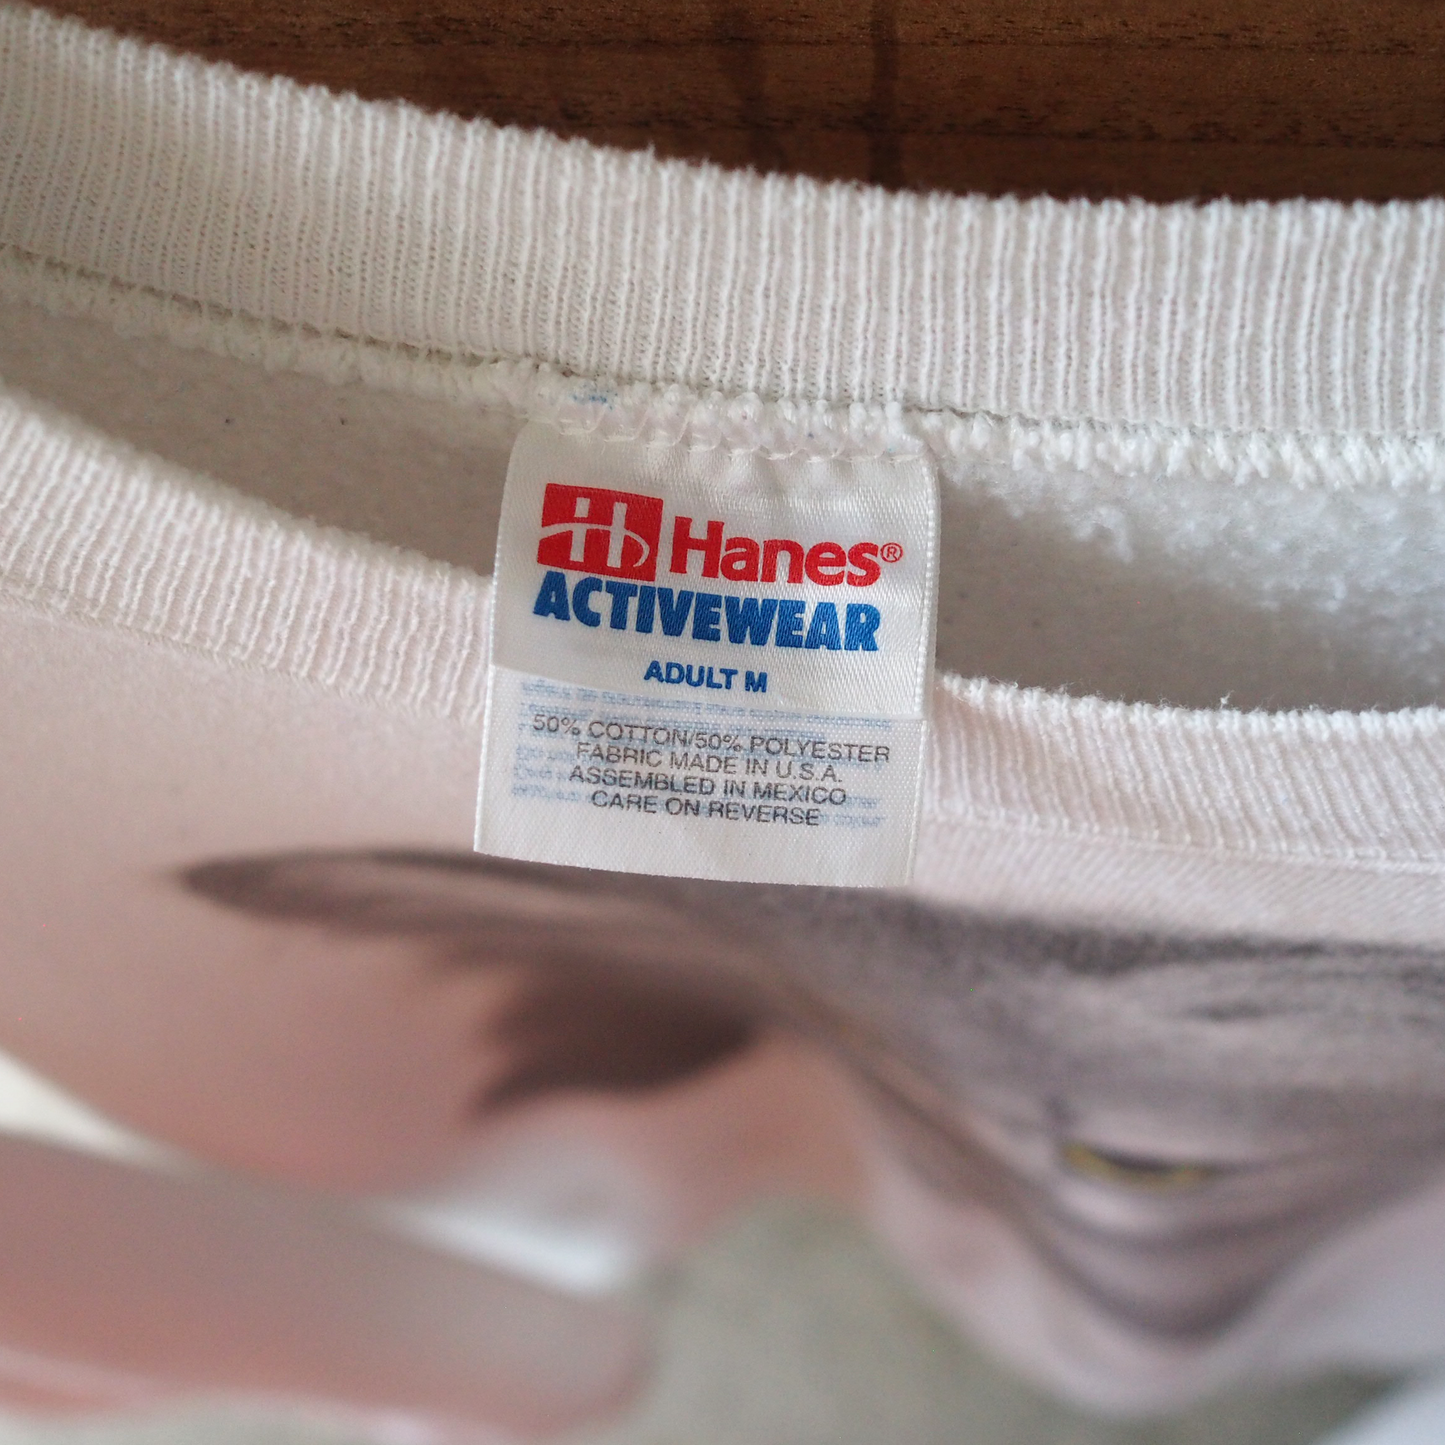 Hanes®
ACTIVEWEAR
ADULT M
50% COTTON/50% POLYESTER
FABRIC MADE IN U.S.A.
ASSEMBLED IN MEXICO
CARE ON REVERSE